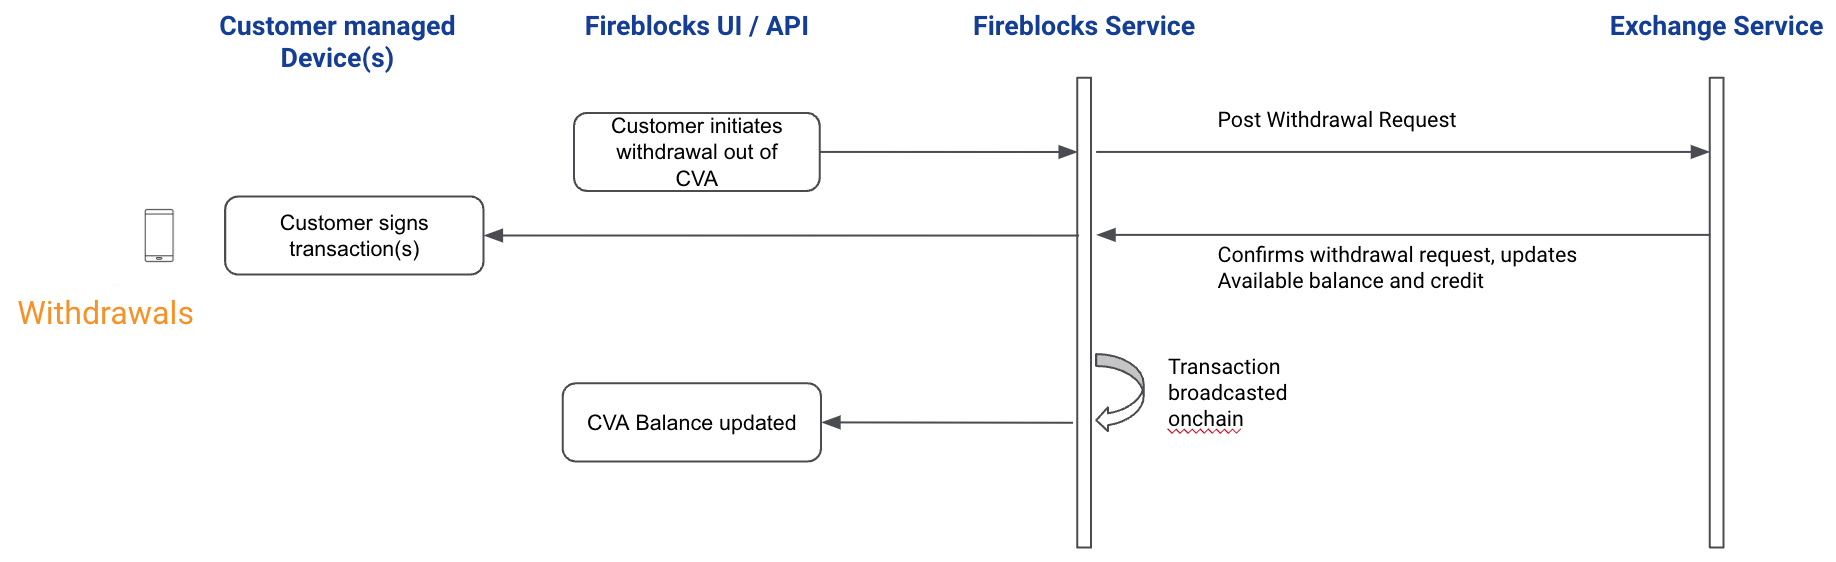 Customer managed
Device(s)
Fireblocks UI / API
Fireblocks Service
Exchange Service
Customer initiates
withdrawal out of
CVA
Post Withdrawal Request
Customer signs
transaction(s)
Confirms withdrawal request, updates
Available balance and credit
Withdrawals
Transaction
broadcasted
onchain
CVA Balance updated